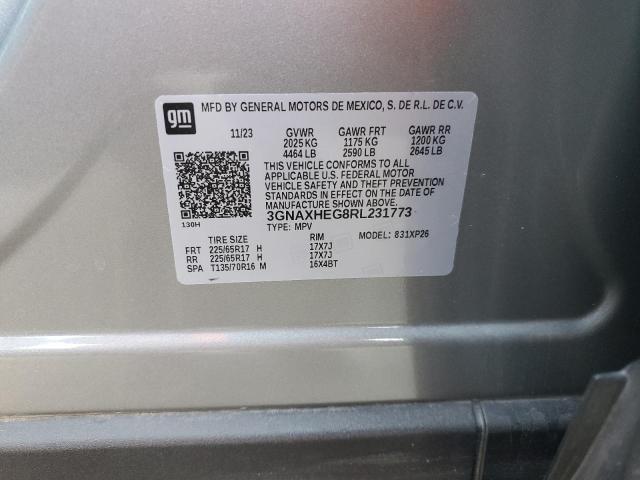 gm
MFD BY GENERAL MOTORS DE MEXICO, S. DE R.L. DE C.V.
11/23 GVWR GAWR FRT GAWR RR
2025 KG 1175 KG 1200 KG
4464 LB 2590 LB 2645 LB
THIS VEHICLE CONFORMS TO ALL
APPLICABLE U.S. FEDERAL MOTOR
VEHICLE SAFETY AND THEFT PREVENTION
STANDARDS IN EFFECT ON THE DATE OF
MANUFACTURE SHOWN ABOVE.
3GNAXHEG8RL231773
130H
TYPE: MPV
MODEL: 831XP26
TIRE SIZE RIM
FRT 225/65R17 H 17X7J
RR 225/65R17 H 17X7J
SPA T135/70R16 M 16X4BT